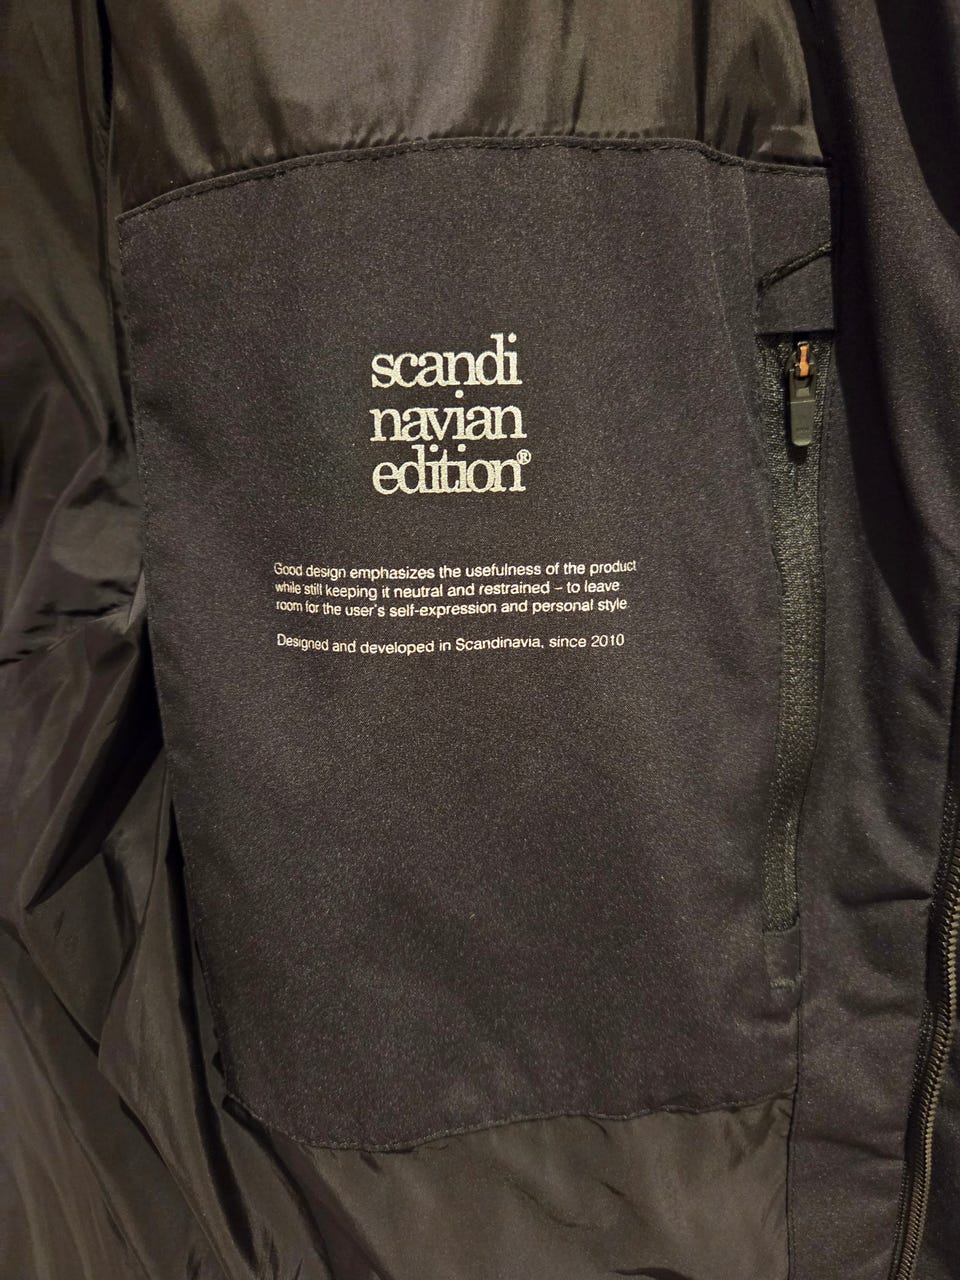 scandi
navian
edition®
Good design emphasizes the usefulness of the product
while still keeping it neutral and restrained – to leave
room for the user's self-expression and personal style
Designed and developed in Scandinavia, since 2010